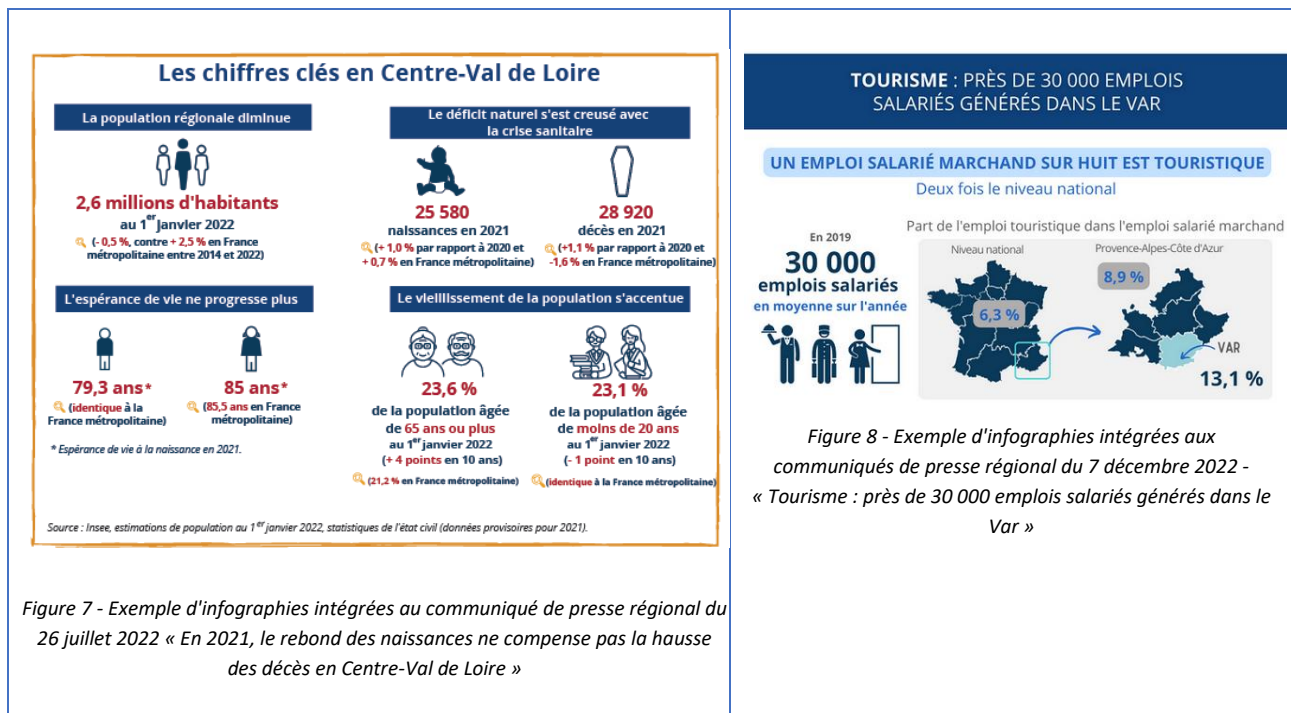 Les chiffres clés en Centre-Val de Loire
La population régionale diminue
2,6 millions d'habitants
au 1er janvier 2022
(- 0,5 %, contre + 2,5 % en France
métropolitaine entre 2014 et 2022)
Le déficit naturel s'est creusé avec
la crise sanitaire
25 580
naissances en 2021
(+ 1,0 % par rapport à 2020 et
+ 0,7 % en France métropolitaine)
28 920
décès en 2021
(+1,1 % par rapport à 2020 et
-1,6 % en France métropolitaine)
L'espérance de vie ne progresse plus
79,3 ans*
(identique à la
France métropolitaine)
85 ans*
(85,5 ans en France
métropolitaine)
* Espérance de vie à la naissance en 2021.
Le vieillissement de la population s'accentue
23,6 %
de la population âgée
de 65 ans ou plus
au 1er janvier 2022
(+ 4 points en 10 ans)
(21,2 % en France métropolitaine)
23,1 %
de la population âgée
de moins de 20 ans
au 1er janvier 2022
(- 1 point en 10 ans)
(identique à la France métropolitaine)
Source : Insee, estimations de population au 1er janvier 2022, statistiques de l'état civil (données provisoires pour 2021).
Figure 7 - Exemple d'infographies intégrées au communiqué de presse régional du
26 juillet 2022 « En 2021, le rebond des naissances ne compense pas la hausse
des décès en Centre-Val de Loire »
TOURISME : PRÈS DE 30 000 EMPLOIS
SALARIÉS GÉNÉRÉS DANS LE VAR
UN EMPLOI SALARIÉ MARCHAND SUR HUIT EST TOURISTIQUE
Deux fois le niveau national
En 2019
30 000
emplois salariés
en moyenne sur l'année
Part de l'emploi touristique dans l'emploi salarié marchand
Niveau national
6,3 %
Provence-Alpes-Côte d'Azur
8,9 %
VAR
13,1 %
Figure 8 - Exemple d'infographies intégrées aux
communiqués de presse régional du 7 décembre 2022 -
« Tourisme : près de 30 000 emplois salariés générés dans le
Var »